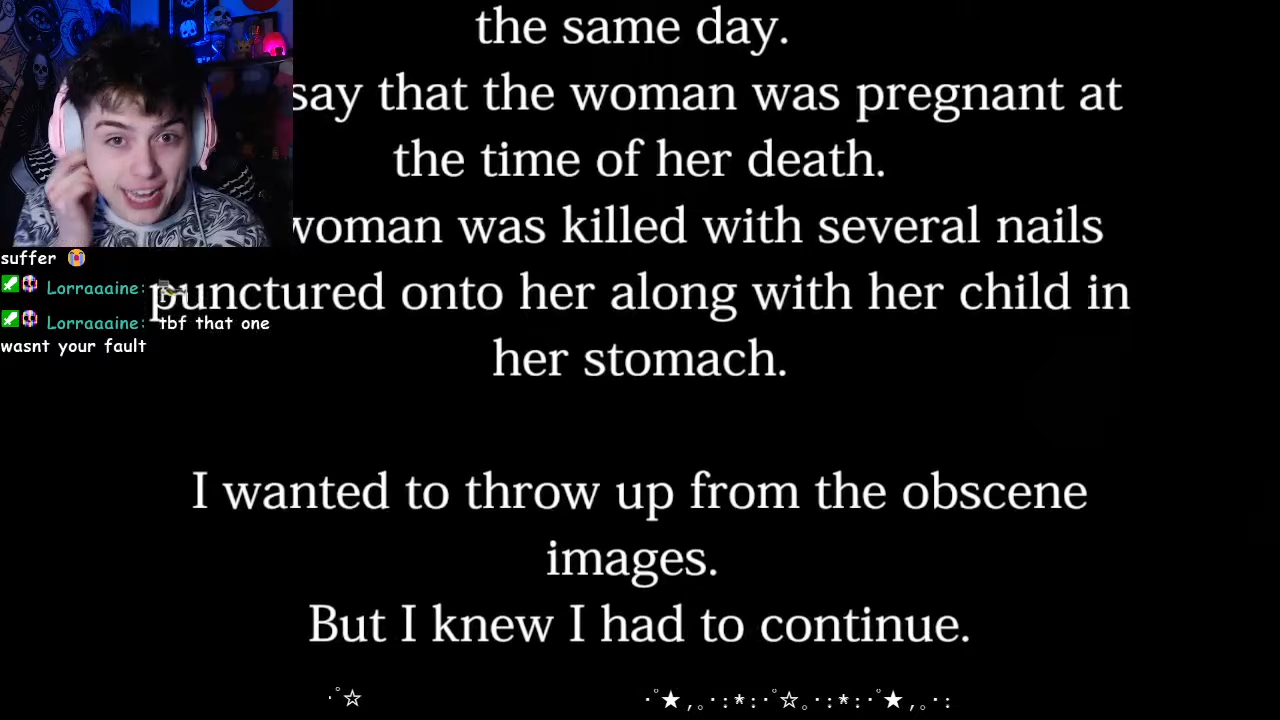 the same day.
say that the woman was pregnant at
the time of her death.
woman was killed with several nails
punctured onto her along with her child in
her stomach.
I wanted to throw up from the obscene
images.
But I knew I had to continue.
suffer 😭
Lorraaaine:
Lorraaaine: tbf that one
wasnt your fault
·˚☆ ·˚★,。·:*:·˚☆。·:*:·˚★,。·: